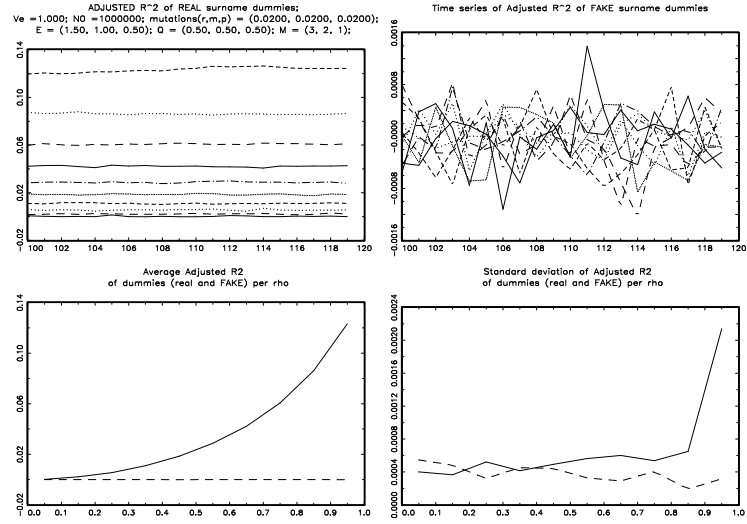 ADJUSTED R^2 of REAL surname dummies;
Ve =1.000; N0 =1000000; mutations(r,m,p) = (0.0200, 0.0200, 0.0200);
E = (1.50, 1.00, 0.50); Q = (0.50, 0.50, 0.50); M = (3, 2, 1);
0.14
0.10
0.06
0.02
-0.02
100 102 104 106 108 110 112 114 116 118 120
Time series of Adjusted R^2 of FAKE surname dummies
0.0016
0.0008
-0.0000
-0.0008
-0.0016
100 102 104 106 108 110 112 114 116 118 120
Average Adjusted R2
of dummies (real and FAKE) per rho
0.14
0.10
0.06
0.02
-0.02
0.0 0.1 0.2 0.3 0.4 0.5 0.6 0.7 0.8 0.9 1.0
Standard deviation of Adjusted R2
of dummies (real and FAKE) per rho
0.0024
0.0020
0.0016
0.0012
0.0008
0.0004
0.0000
0.0 0.1 0.2 0.3 0.4 0.5 0.6 0.7 0.8 0.9 1.0